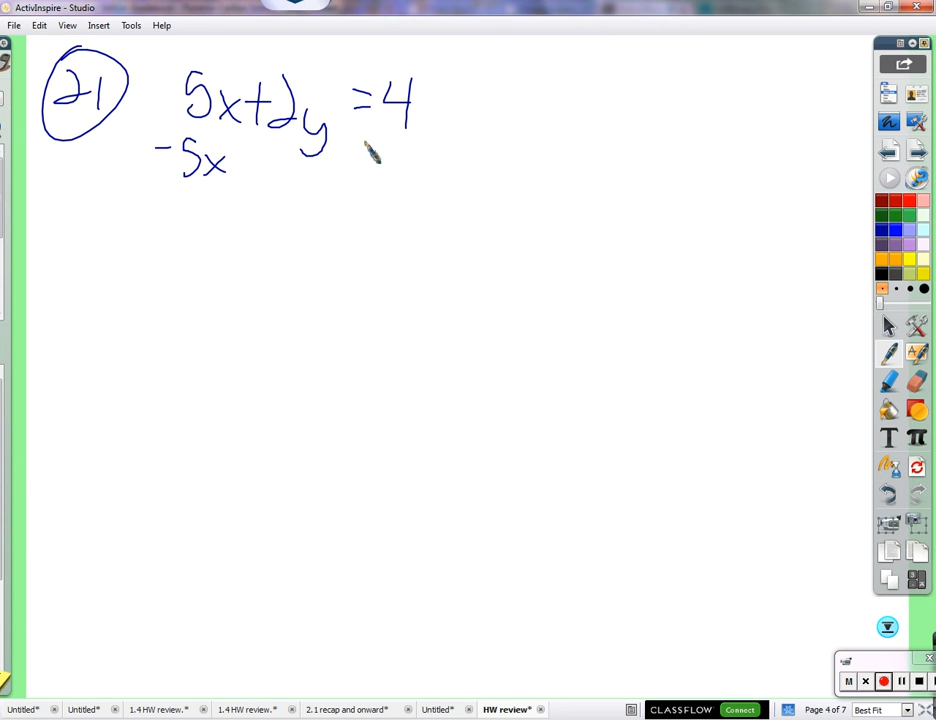 ActivInspire - Studio
File Edit View Insert Tools Help
21 5x+2y =4
-5x
M
Untitled* Untitled* 1.4 HW review.* 1.4 HW review.* 2.1 recap and onward* Untitled* HW review* CLASSFLOW Connect Page 4 of 7 Best Fit